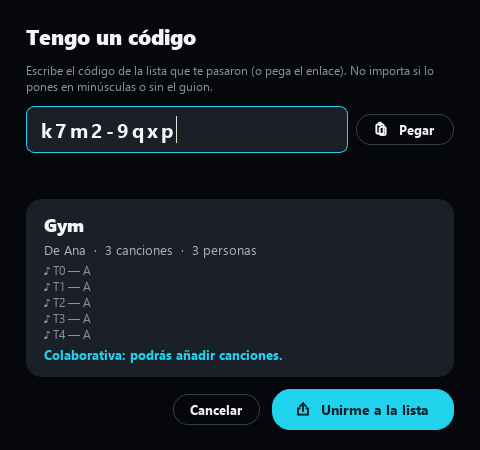 Tengo un código
Escribe el código de la lista que te pasaron (o pega el enlace). No importa si lo
pones en minúsculas o sin el guion.
k7m2-9qxp
Pegar
Gym
De Ana · 3 canciones · 3 personas
♪ T0 — A
♪ T1 — A
♪ T2 — A
♪ T3 — A
♪ T4 — A
Colaborativa: podrás añadir canciones.
Cancelar
Unirme a la lista